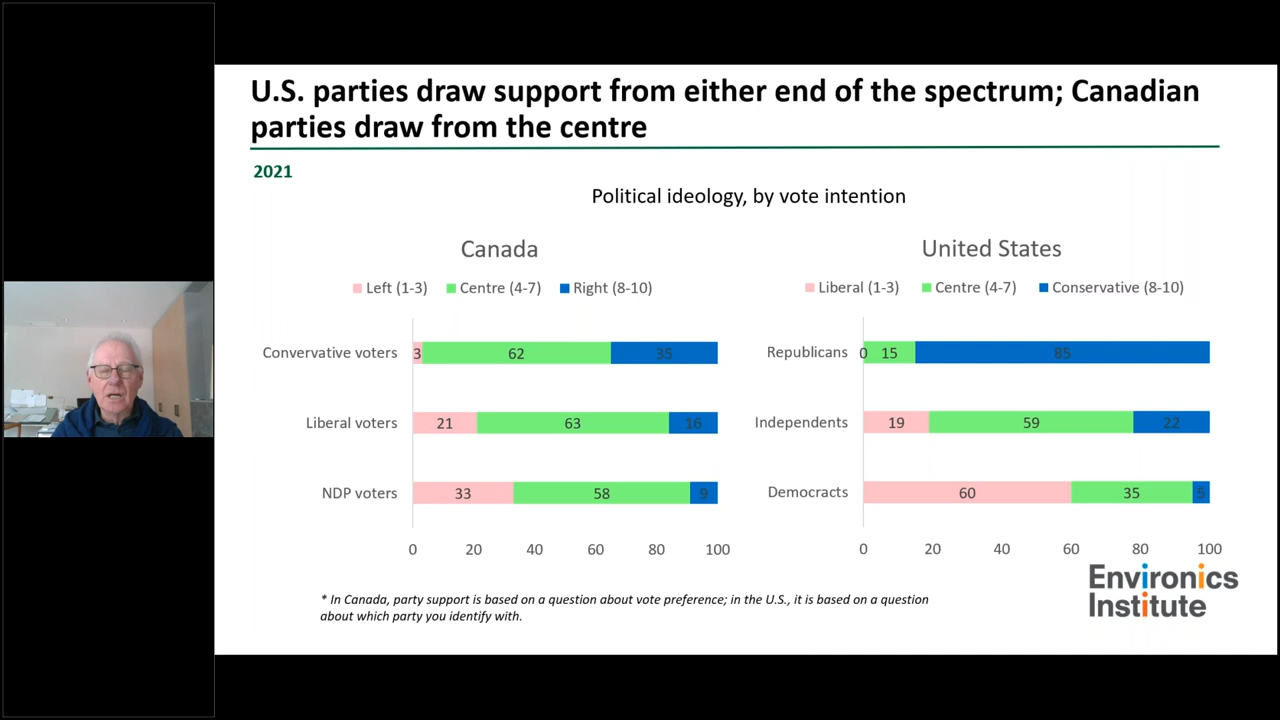 U.S. parties draw support from either end of the spectrum; Canadian
parties draw from the centre
2021
Political ideology, by vote intention
Canada
Left (1-3) Centre (4-7) Right (8-10)
Convervative voters 3 62 35
Liberal voters 21 63 16
NDP voters 33 58 9
0 20 40 60 80 100
United States
Liberal (1-3) Centre (4-7) Conservative (8-10)
Republicans 0 15 85
Independents 19 59 22
Democracts 60 35 5
0 20 40 60 80 100
* In Canada, party support is based on a question about vote preference; in the U.S., it is based on a question
about which party you identify with.
Environics
Institute